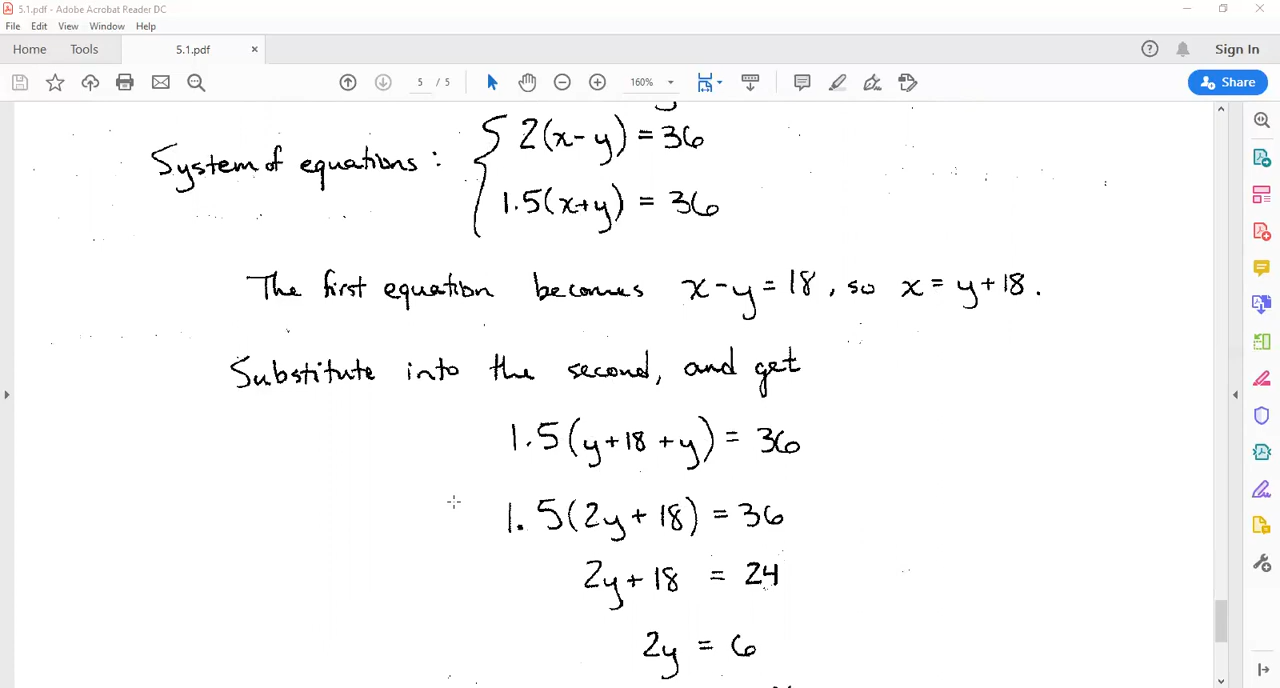 5.1.pdf - Adobe Acrobat Reader DC
File Edit View Window Help
Home Tools 5.1.pdf × Sign In
5 / 5 160% Share
System of equations : { 2(x-y) = 36
1.5(x+y) = 36
The first equation becomes x-y = 18, so x = y+18.
Substitute into the second, and get
1.5(y+18+y) = 36
1.5(2y+18) = 36
2y+18 = 24
2y = 6